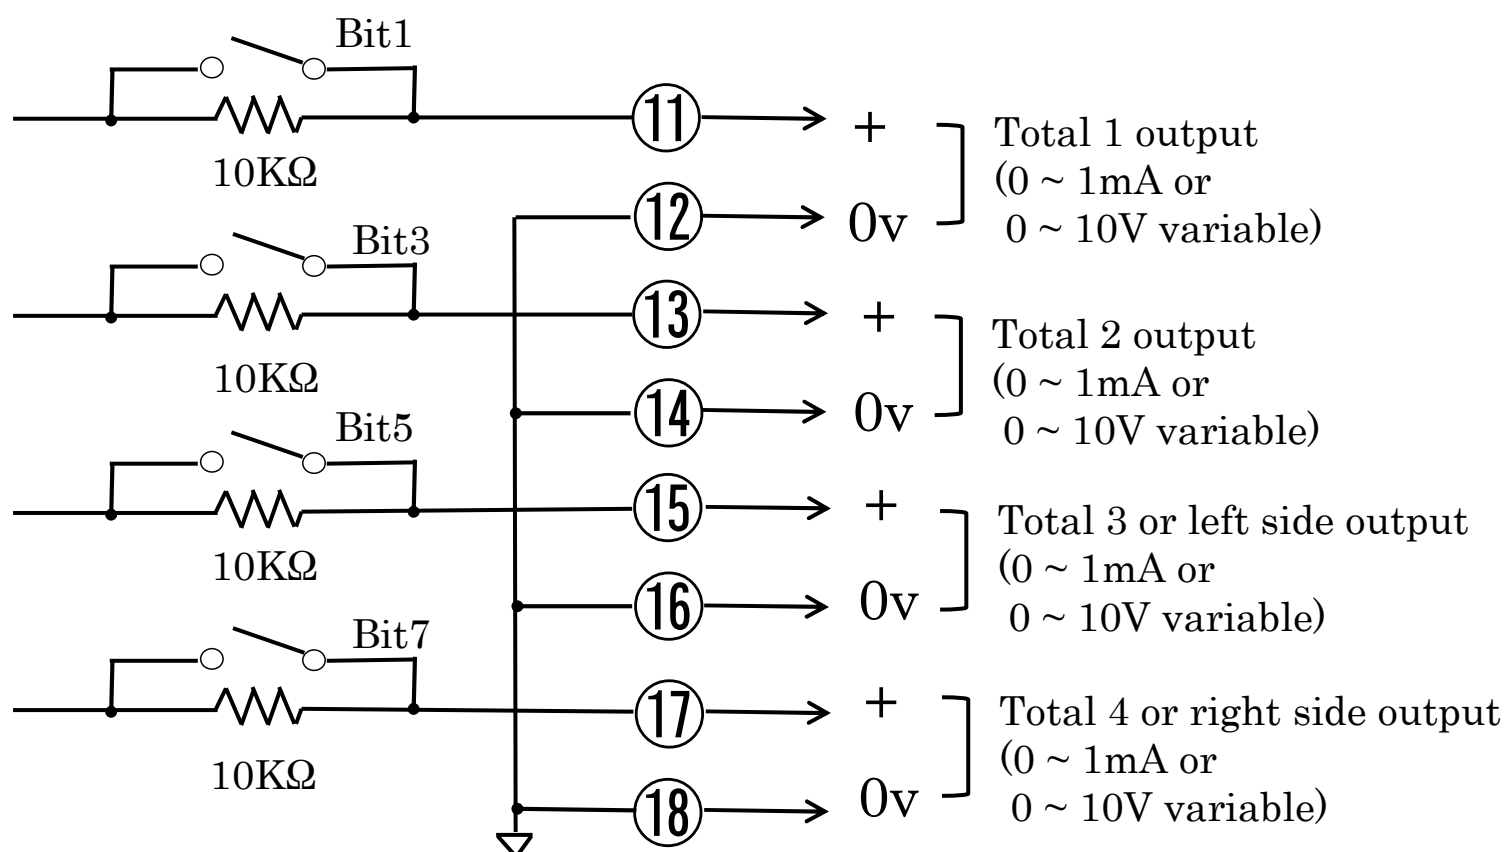 Bit1
10KΩ
11
+
Total 1 output
(0 ~ 1mA or
0 ~ 10V variable)
12
0v
Bit3
10KΩ
13
+
Total 2 output
(0 ~ 1mA or
0 ~ 10V variable)
14
0v
Bit5
10KΩ
15
+
Total 3 or left side output
(0 ~ 1mA or
0 ~ 10V variable)
16
0v
Bit7
10KΩ
17
+
Total 4 or right side output
(0 ~ 1mA or
0 ~ 10V variable)
18
0v